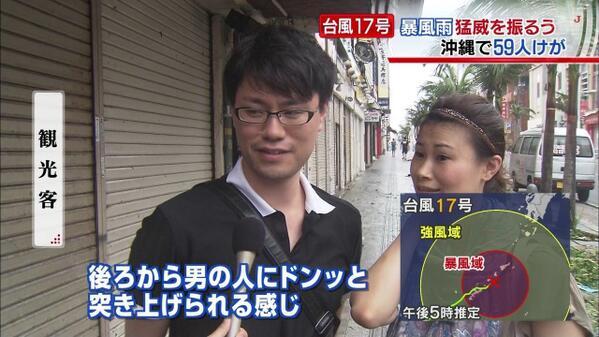 台風17号 暴風雨 猛威を振るう
沖縄で59人けが
観光客
台風17号
強風域
暴風域
午後5時推定
後ろから男の人にドンッと
突き上げられる感じ